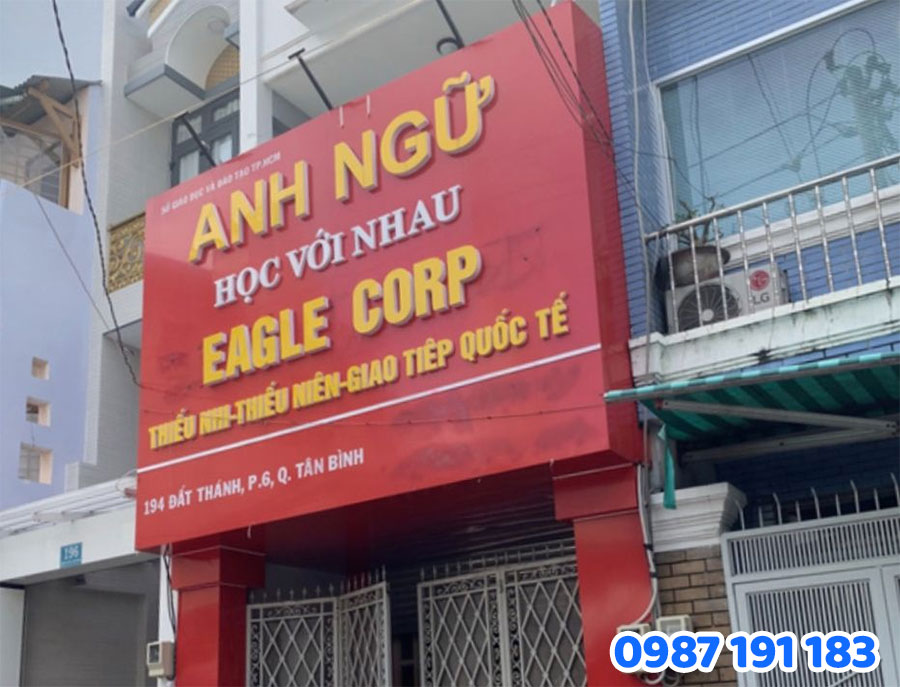 SỞ GIÁO DỤC VÀ ĐÀO TẠO TP.HCM
ANH NGỮ
HỌC VỚI NHAU
EAGLE CORP
THIẾU NHI-THIẾU NIÊN-GIAO TIẾP QUỐC TẾ
194 ĐẤT THÁNH, P.6, Q. TÂN BÌNH
196
LG
0987 191 183